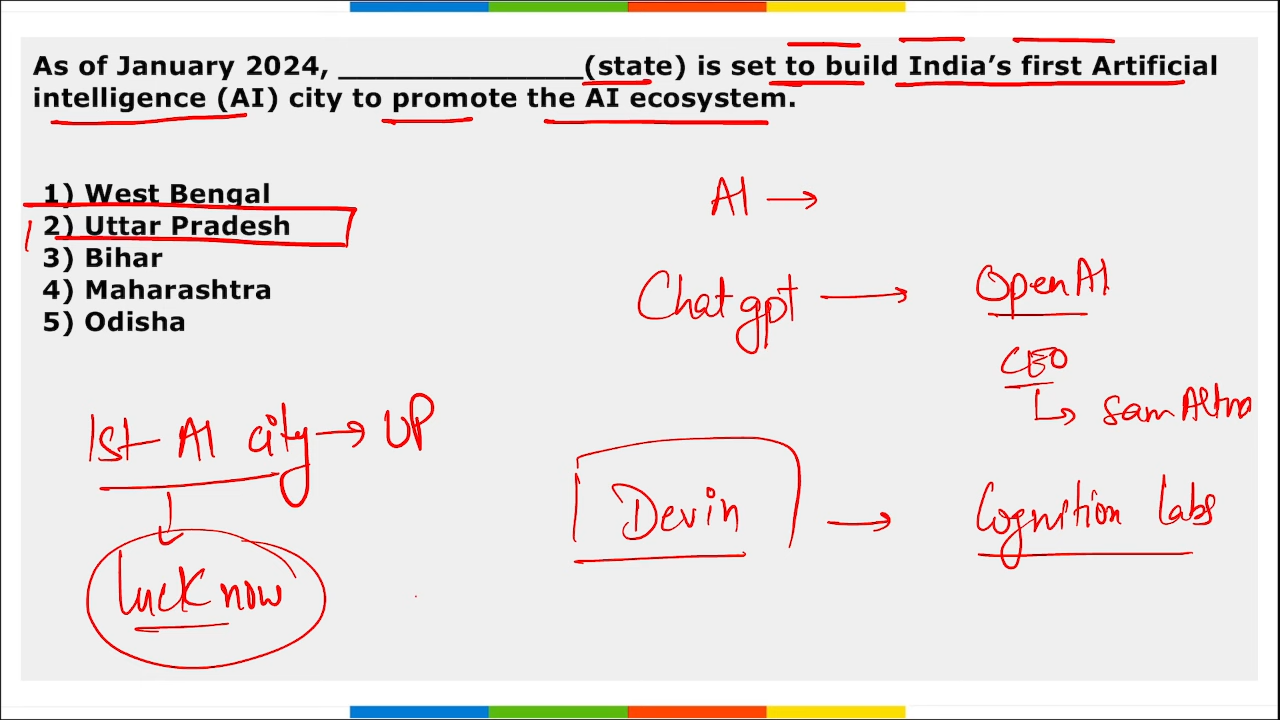 As of January 2024, ________________(state) is set to build India's first Artificial
intelligence (AI) city to promote the AI ecosystem.
1) West Bengal
2) Uttar Pradesh
3) Bihar
4) Maharashtra
5) Odisha
AI →
Chatgpt → OpenAI
CEO
↳ Sam Altma
1st AI city → UP
Devin → Cognition Labs
Lucknow